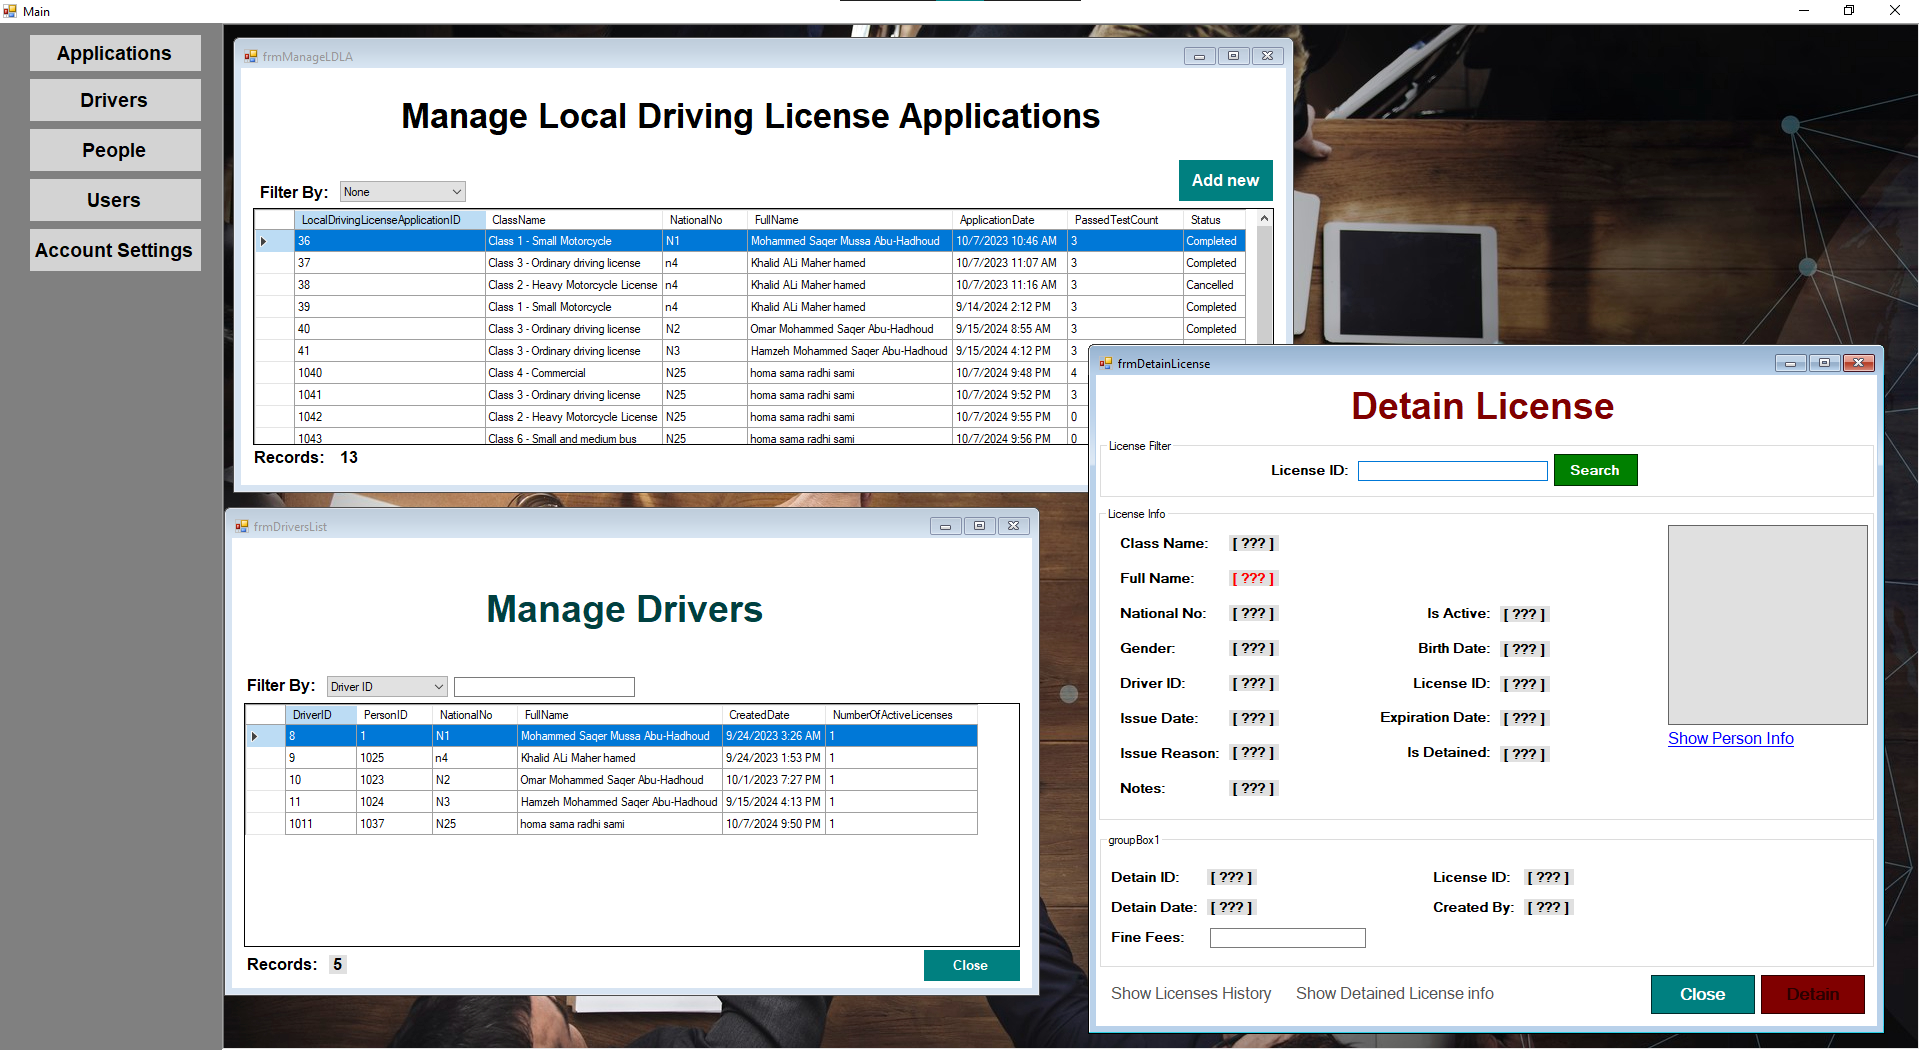 Main
Applications
Drivers
People
Users
Account Settings
frmManageLDLA
Manage Local Driving License Applications
Add new
Filter By: None
LocalDrivingLicenseApplicationID ClassName NationalNo FullName ApplicationDate PassedTestCount Status
36 Class 1 - Small Motorcycle N1 Mohammed Saqer Mussa Abu-Hadhoud 10/7/2023 10:46 AM 3 Completed
37 Class 3 - Ordinary driving license n4 Khalid ALi Maher hamed 10/7/2023 11:07 AM 3 Completed
38 Class 2 - Heavy Motorcycle License n4 Khalid ALi Maher hamed 10/7/2023 11:16 AM 3 Cancelled
39 Class 1 - Small Motorcycle n4 Khalid ALi Maher hamed 9/14/2024 2:12 PM 3 Completed
40 Class 3 - Ordinary driving license N2 Omar Mohammed Saqer Abu-Hadhoud 9/15/2024 8:55 AM 3 Completed
41 Class 3 - Ordinary driving license N3 Hamzeh Mohammed Saqer Abu-Hadhoud 9/15/2024 4:12 PM 3
1040 Class 4 - Commercial N25 homa sama radhi sami 10/7/2024 9:48 PM 4
1041 Class 3 - Ordinary driving license N25 homa sama radhi sami 10/7/2024 9:52 PM 3
1042 Class 2 - Heavy Motorcycle License N25 homa sama radhi sami 10/7/2024 9:55 PM 0
1043 Class 6 - Small and medium bus N25 homa sama radhi sami 10/7/2024 9:56 PM 0
Records: 13
frmDriversList
Manage Drivers
Filter By: Driver ID
DriverID PersonID NationalNo FullName CreatedDate NumberOfActiveLicenses
8 1 N1 Mohammed Saqer Mussa Abu-Hadhoud 9/24/2023 3:26 AM 1
9 1025 n4 Khalid ALi Maher hamed 9/24/2023 1:53 PM 1
10 1023 N2 Omar Mohammed Saqer Abu-Hadhoud 10/1/2023 7:27 PM 1
11 1024 N3 Hamzeh Mohammed Saqer Abu-Hadhoud 9/15/2024 4:13 PM 1
1011 1037 N25 homa sama radhi sami 10/7/2024 9:50 PM 1
Records: 5
Close
frmDetainLicense
Detain License
License Filter
License ID: Search
License Info
Class Name: [ ??? ]
Full Name: [ ??? ]
National No: [ ??? ] Is Active: [ ??? ]
Gender: [ ??? ] Birth Date: [ ??? ]
Driver ID: [ ??? ] License ID: [ ??? ]
Issue Date: [ ??? ] Expiration Date: [ ??? ]
Show Person Info
Issue Reason: [ ??? ] Is Detained: [ ??? ]
Notes: [ ??? ]
groupBox1
Detain ID: [ ??? ] License ID: [ ??? ]
Detain Date: [ ??? ] Created By: [ ??? ]
Fine Fees:
Show Licenses History Show Detained License info Close Detain